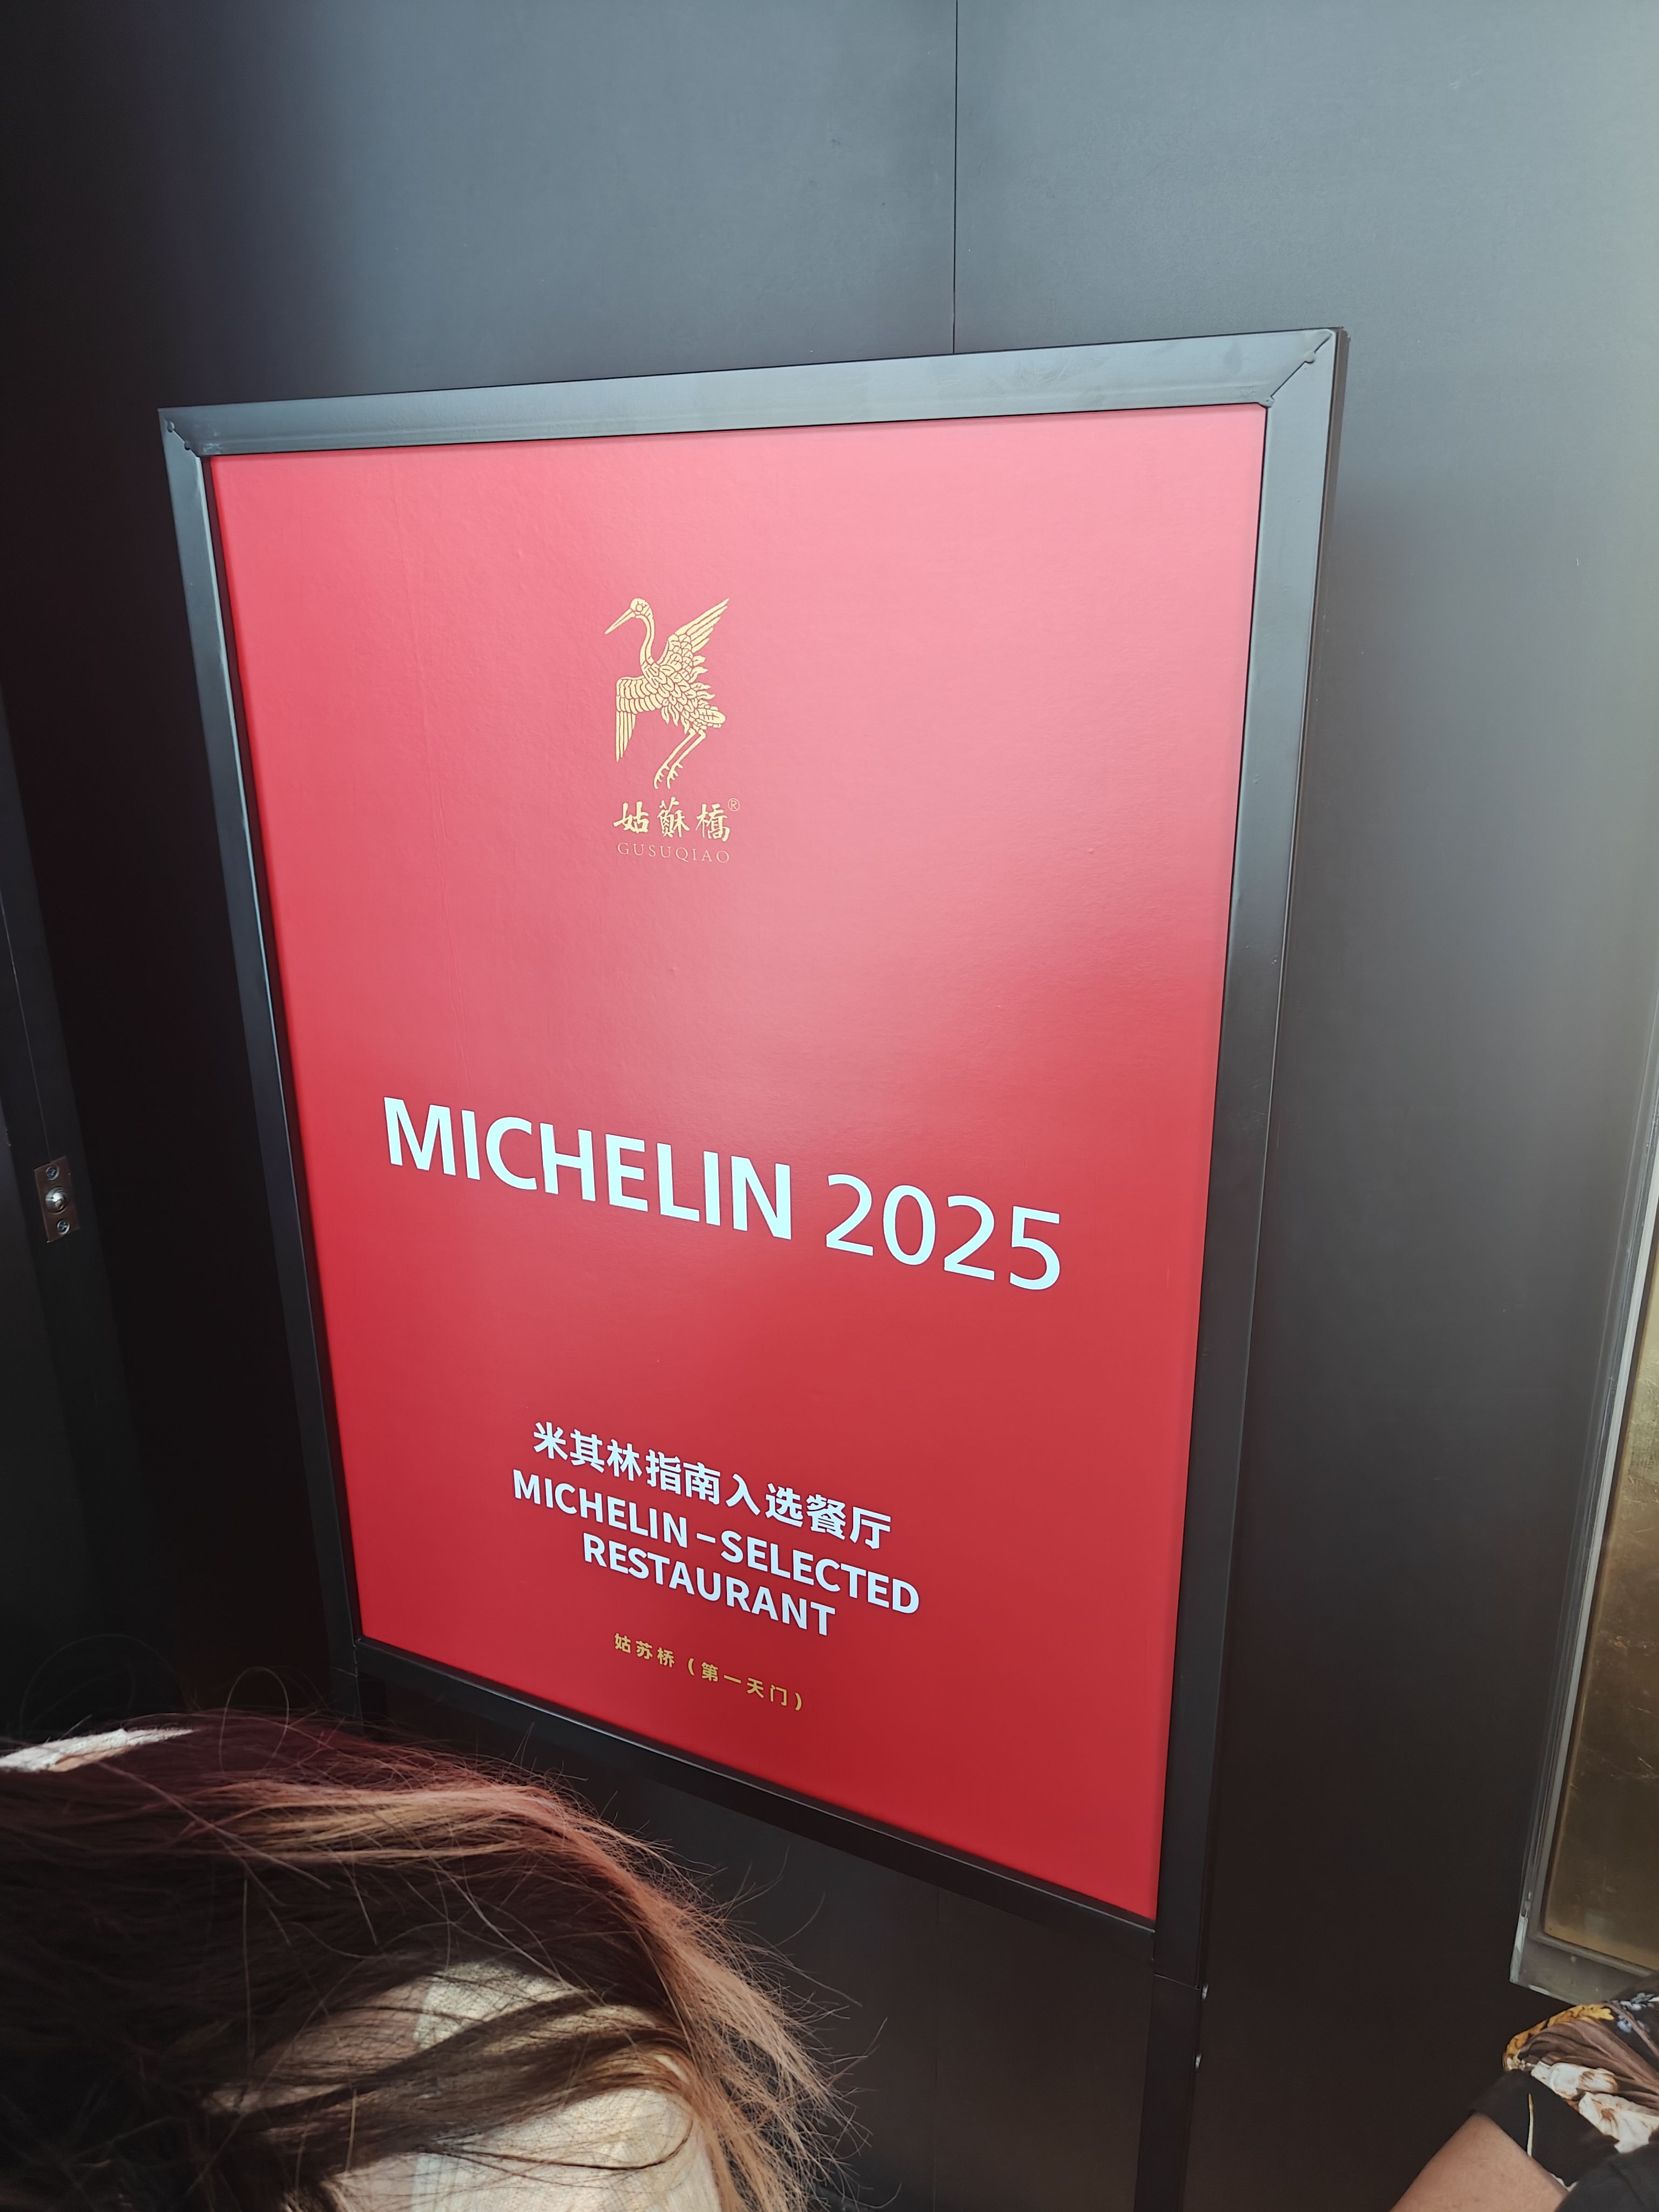 姑蘇橋®
GUSUQIAO
MICHELIN 2025
米其林指南入选餐厅
MICHELIN-SELECTED
RESTAURANT
姑苏桥（第一天门）